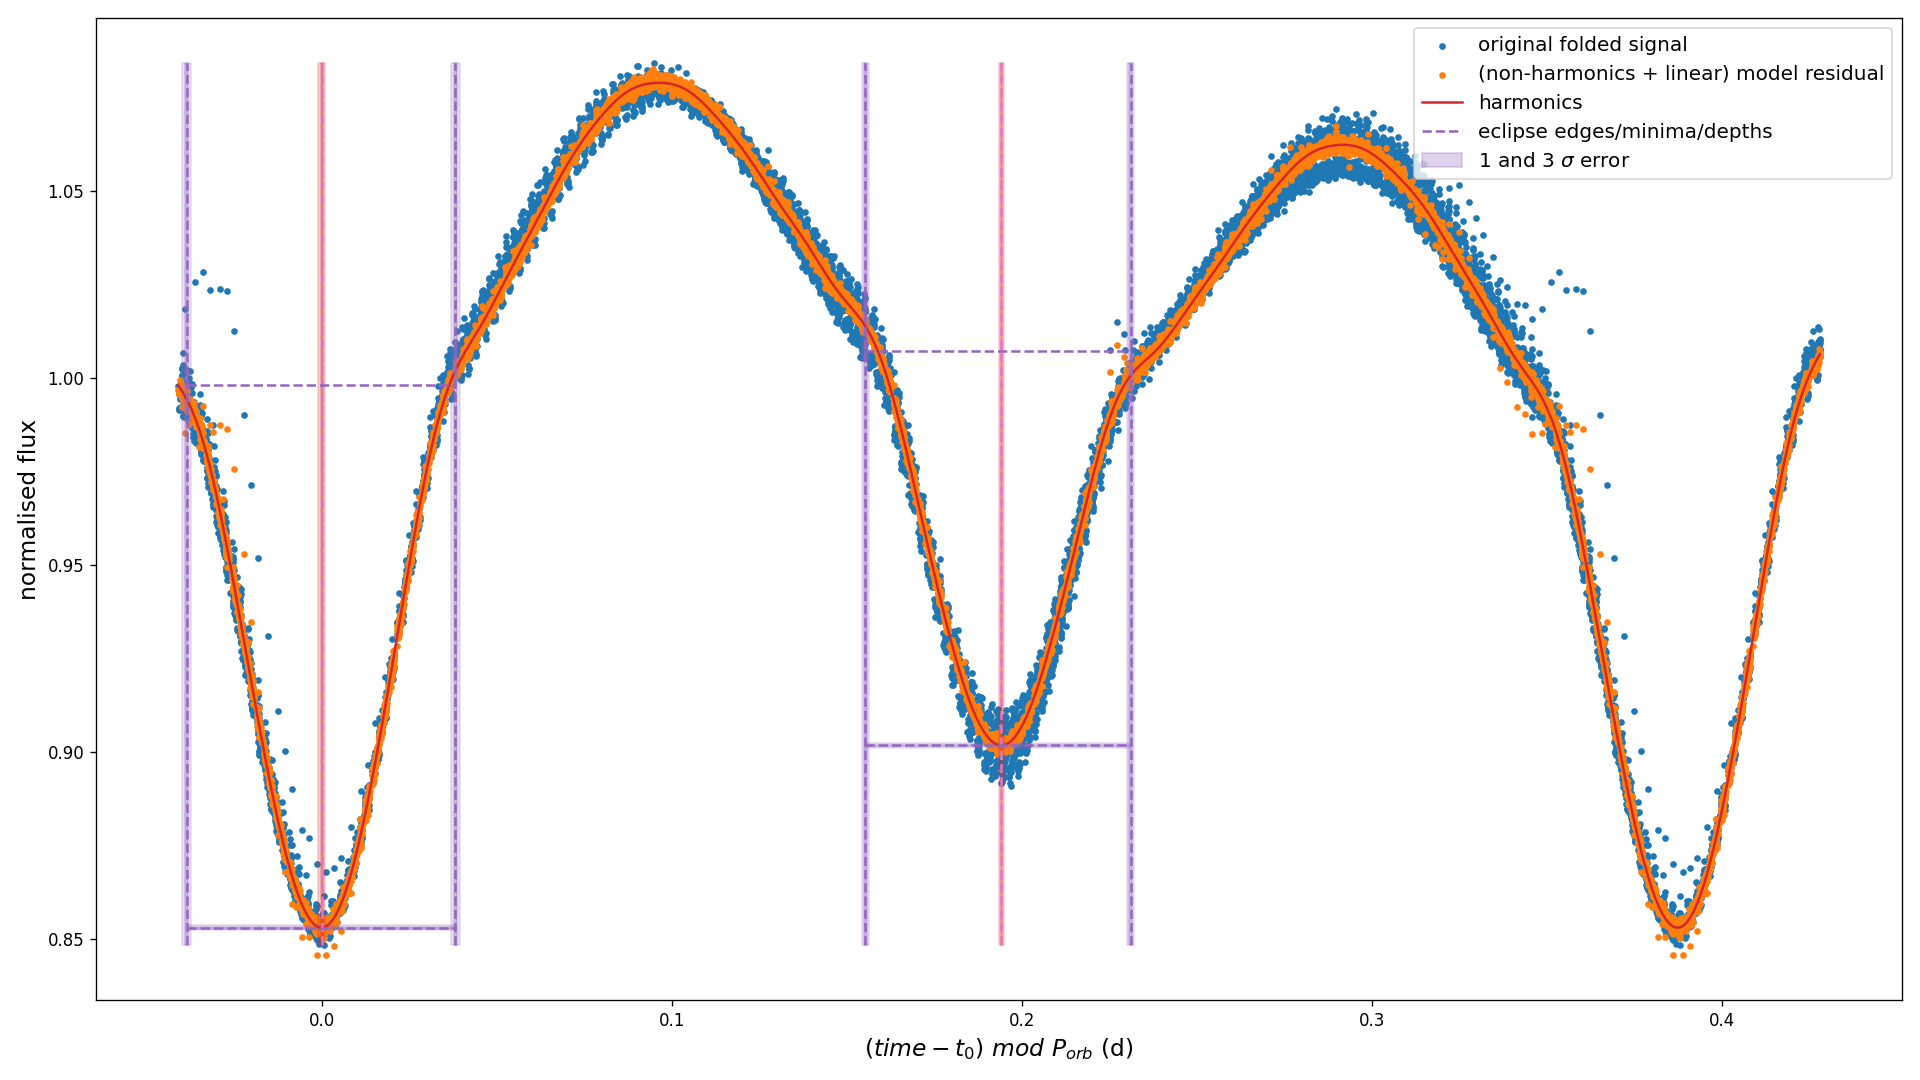 original folded signal
(non-harmonics + linear) model residual
harmonics
eclipse edges/minima/depths
1 and 3 σ error
normalised flux
1.05
1.00
0.95
0.90
0.85
0.0
0.1
0.2
0.3
0.4
(time − t₀) mod P_orb (d)